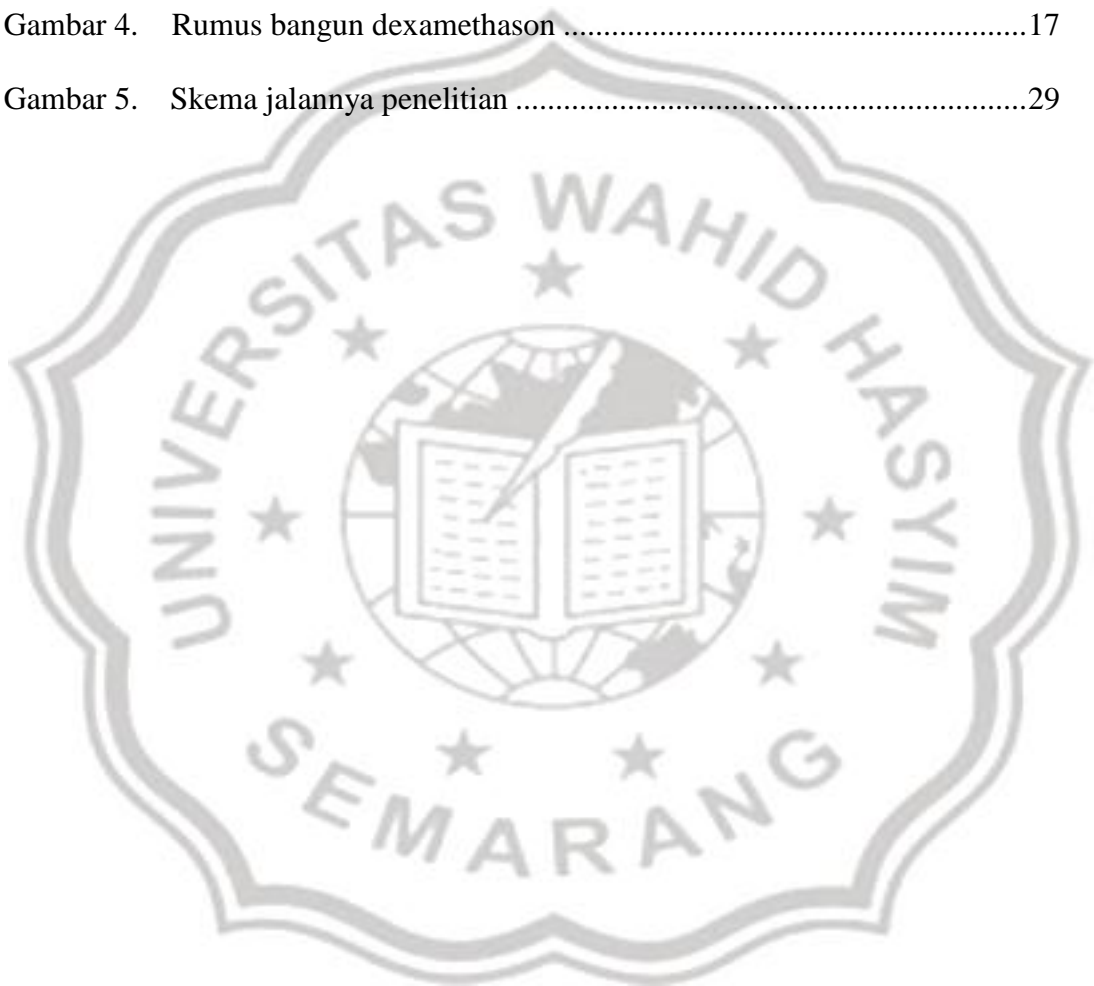 Gambar 4. Rumus bangun dexamethason .........................................................17
Gambar 5. Skema jalannya penelitian ...............................................................29
UNIVERSITAS WAHID HASYIM
SEMARANG